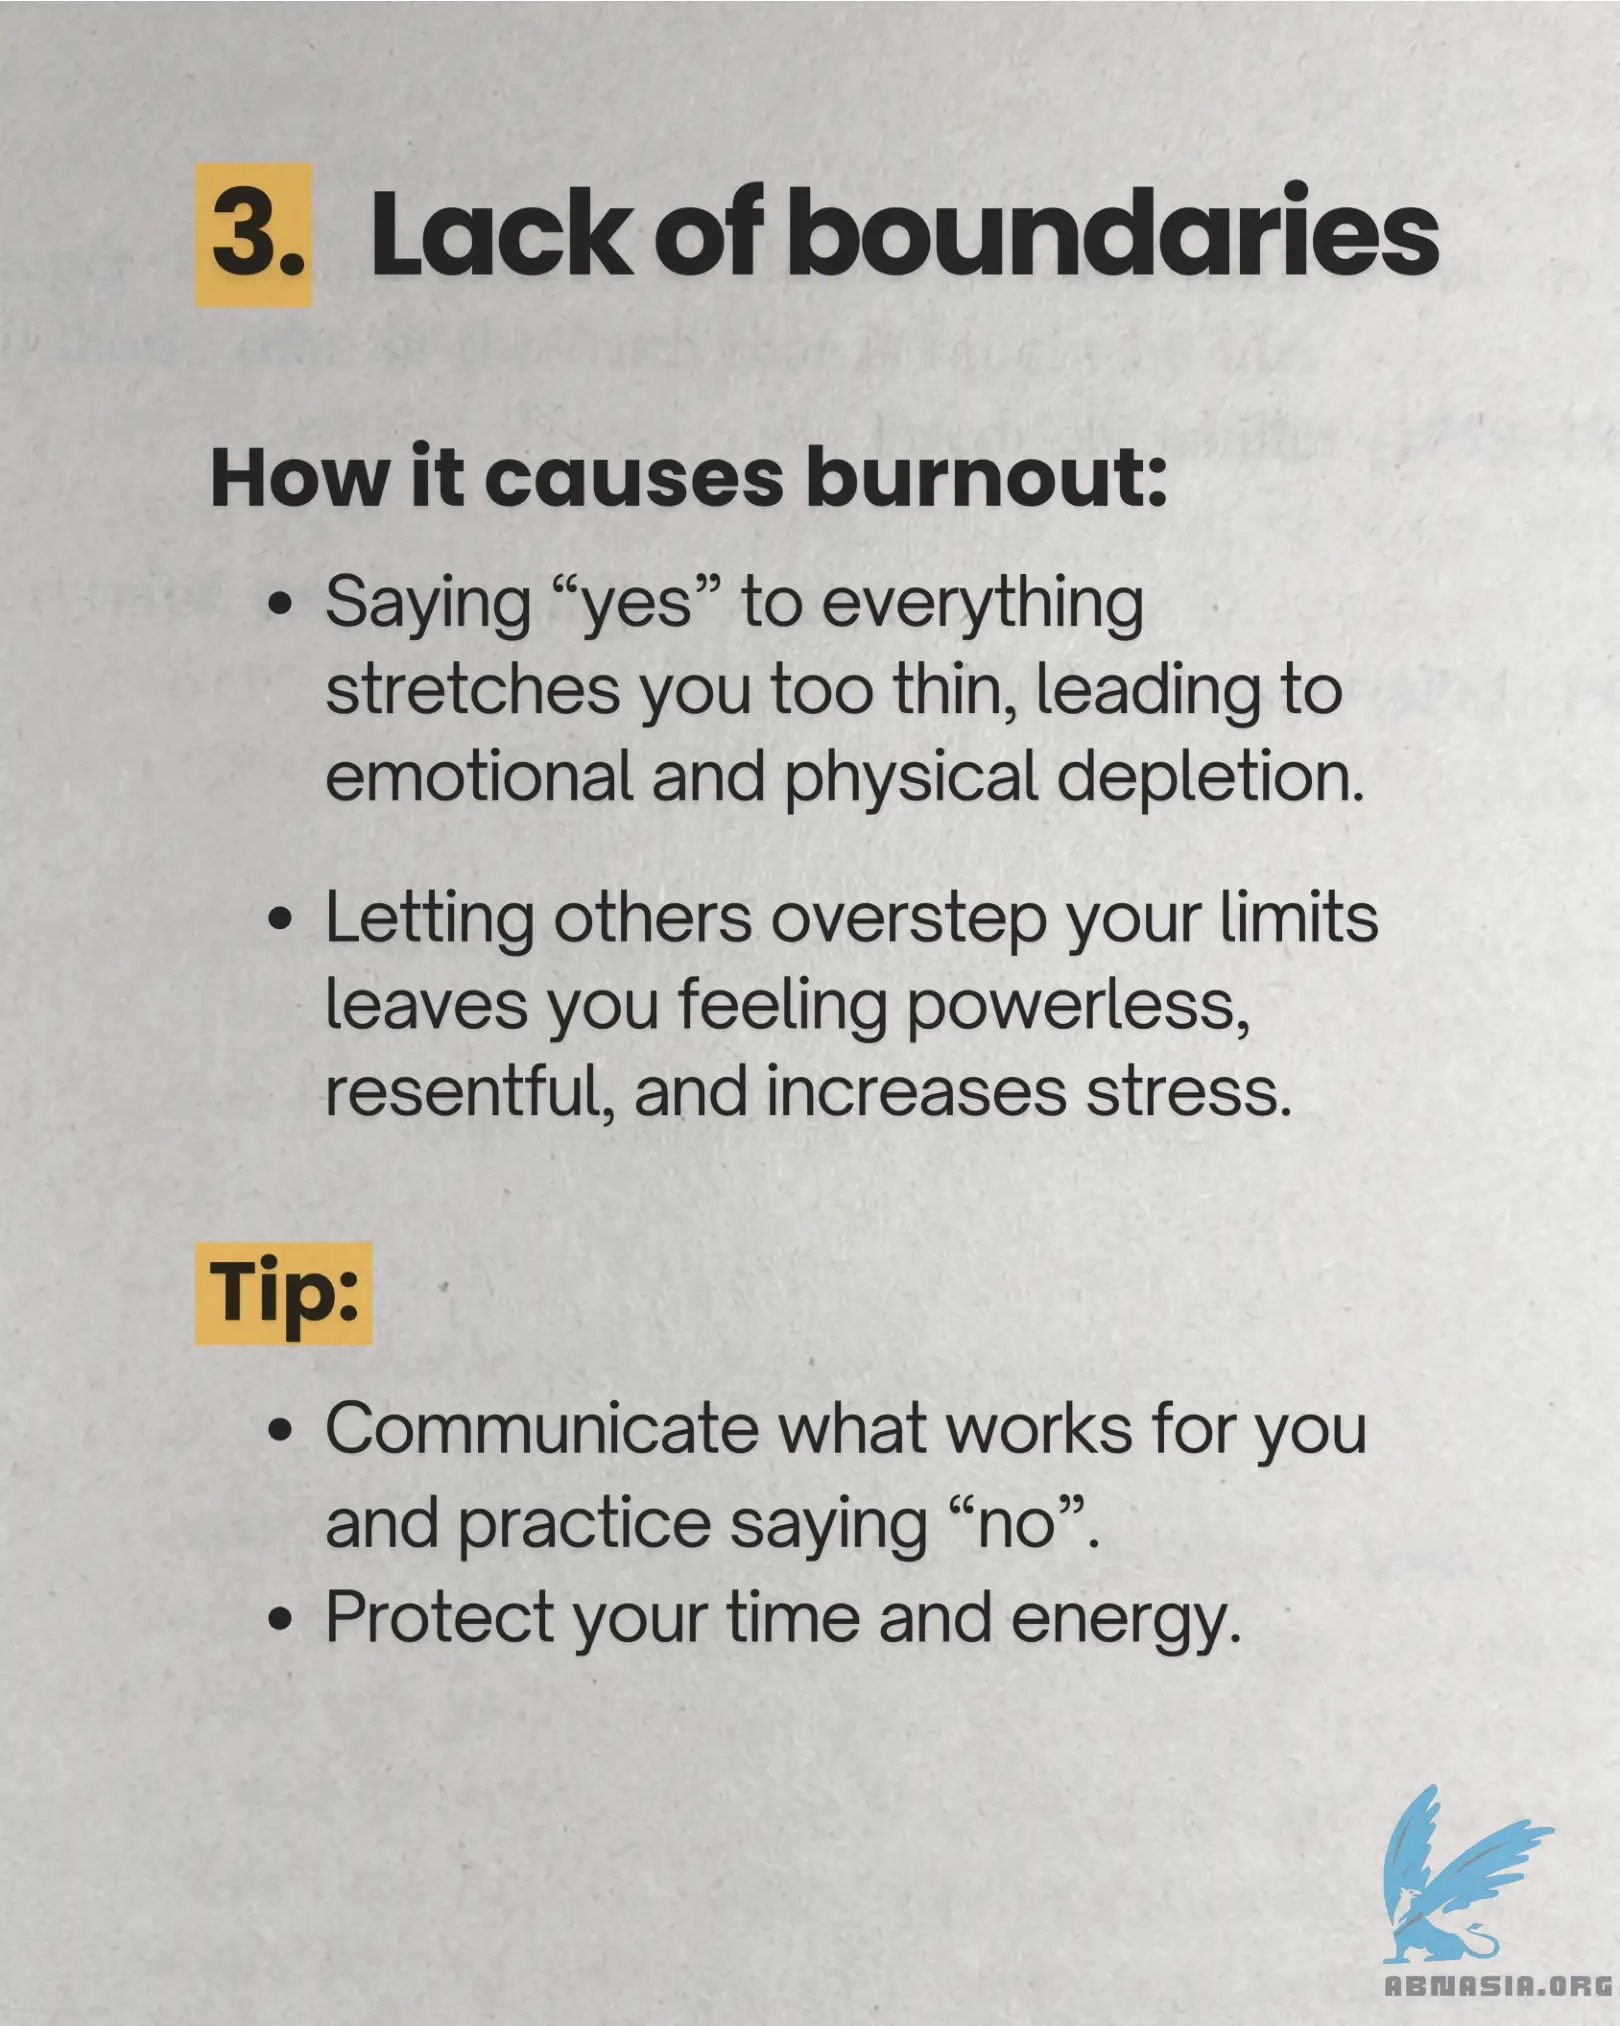 3. Lack of boundaries
How it causes burnout:
• Saying “yes” to everything
stretches you too thin, leading to
emotional and physical depletion.
• Letting others overstep your limits
leaves you feeling powerless,
resentful, and increases stress.
Tip:
• Communicate what works for you
and practice saying “no”.
• Protect your time and energy.
ABNASIA.ORG